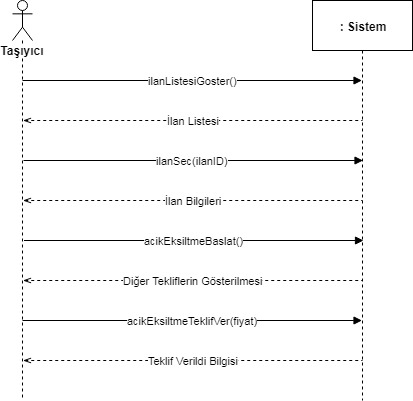 : Sistem
Taşıyıcı
ilanListesiGoster()
İlan Listesi
ilanSec(ilanID)
İlan Bilgileri
acikEksiltmeBaslat()
Diğer Tekliflerin Gösterilmesi
acikEksiltmeTeklifVer(fiyat)
Teklif Verildi Bilgisi